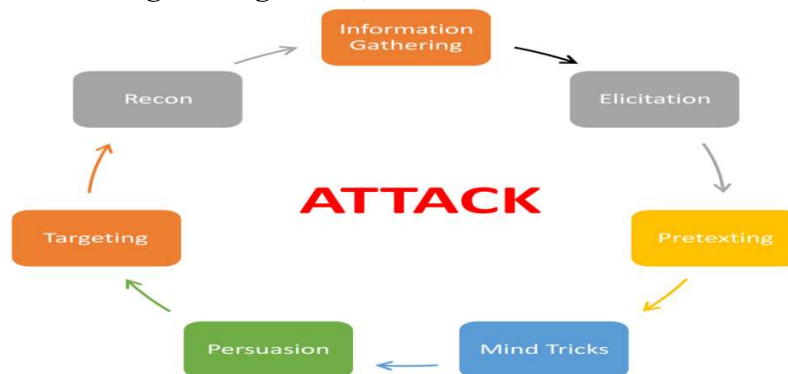 Information
Gathering
Elicitation
Pretexting
Mind Tricks
Persuasion
Targeting
Recon
ATTACK